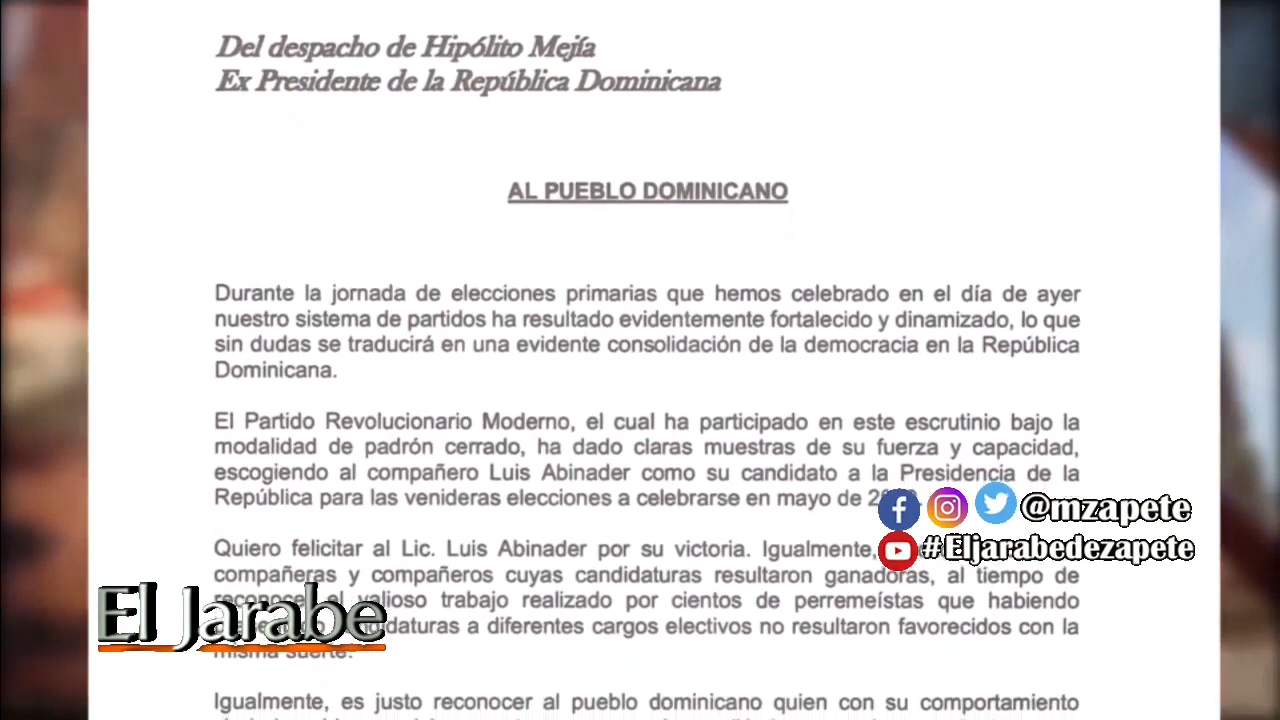 Del despacho de Hipólito Mejía
Ex Presidente de la República Dominicana
AL PUEBLO DOMINICANO
Durante la jornada de elecciones primarias que hemos celebrado en el día de ayer
nuestro sistema de partidos ha resultado evidentemente fortalecido y dinamizado, lo que
sin dudas se traducirá en una evidente consolidación de la democracia en la República
Dominicana.
El Partido Revolucionario Moderno, el cual ha participado en este escrutinio bajo la
modalidad de padrón cerrado, ha dado claras muestras de su fuerza y capacidad,
escogiendo al compañero Luis Abinader como su candidato a la Presidencia de la
República para las venideras elecciones a celebrarse en mayo de
@mzapete
Quiero felicitar al Lic. Luis Abinader por su victoria. Igualmente,
#Eljarabedezapete
compañeras y compañeros cuyas candidaturas resultaron ganadoras, al tiempo de
valioso trabajo realizado por cientos de perremeístas que habiendo
El Jarabe
a diferentes cargos electivos no resultaron favorecidos con la
misma suerte.
Igualmente, es justo reconocer al pueblo dominicano quien con su comportamiento